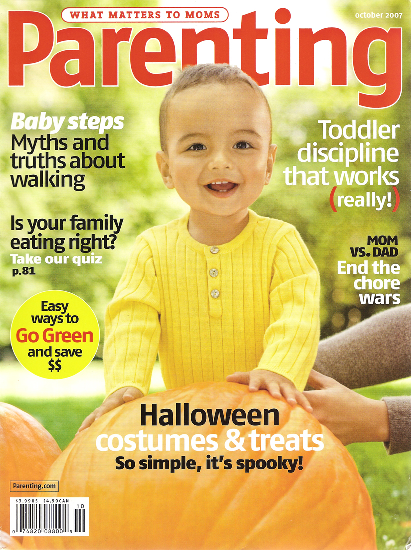 WHAT MATTERS TO MOMS
October 2007
Parenting
Baby steps
Myths and
truths about
walking
Toddler
discipline
that works
(really!)
Is your family
eating right?
Take our quiz
p.81
MOM
VS. DAD
End the
chore
wars
Easy
ways to
Go Green
and save
$$
Halloween
costumes & treats
So simple, it's spooky!
Parenting.com
10